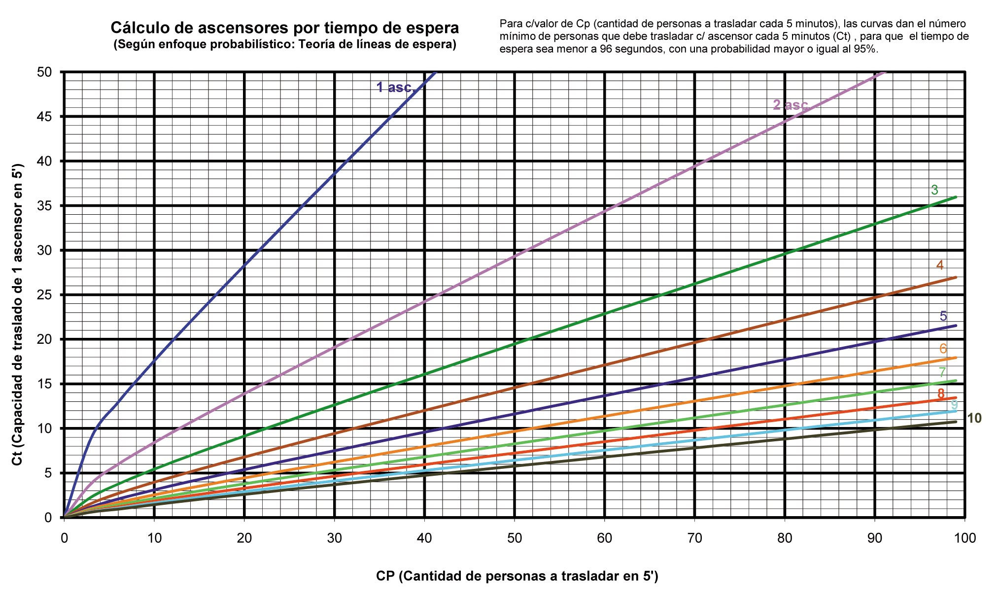 Cálculo de ascensores por tiempo de espera
(Según enfoque probabilístico: Teoría de líneas de espera)
Para c/valor de Cp (cantidad de personas a trasladar cada 5 minutos), las curvas dan el número
mínimo de personas que debe trasladar c/ ascensor cada 5 minutos (Ct) , para que el tiempo de
espera sea menor a 96 segundos, con una probabilidad mayor o igual al 95%.
Ct (Capacidad de traslado de 1 ascensor en 5')
50
45
40
35
30
25
20
15
10
5
0
1 asc.
2 asc.
3
4
5
6
7
8
9
10
0 10 20 30 40 50 60 70 80 90 100
CP (Cantidad de personas a trasladar en 5')